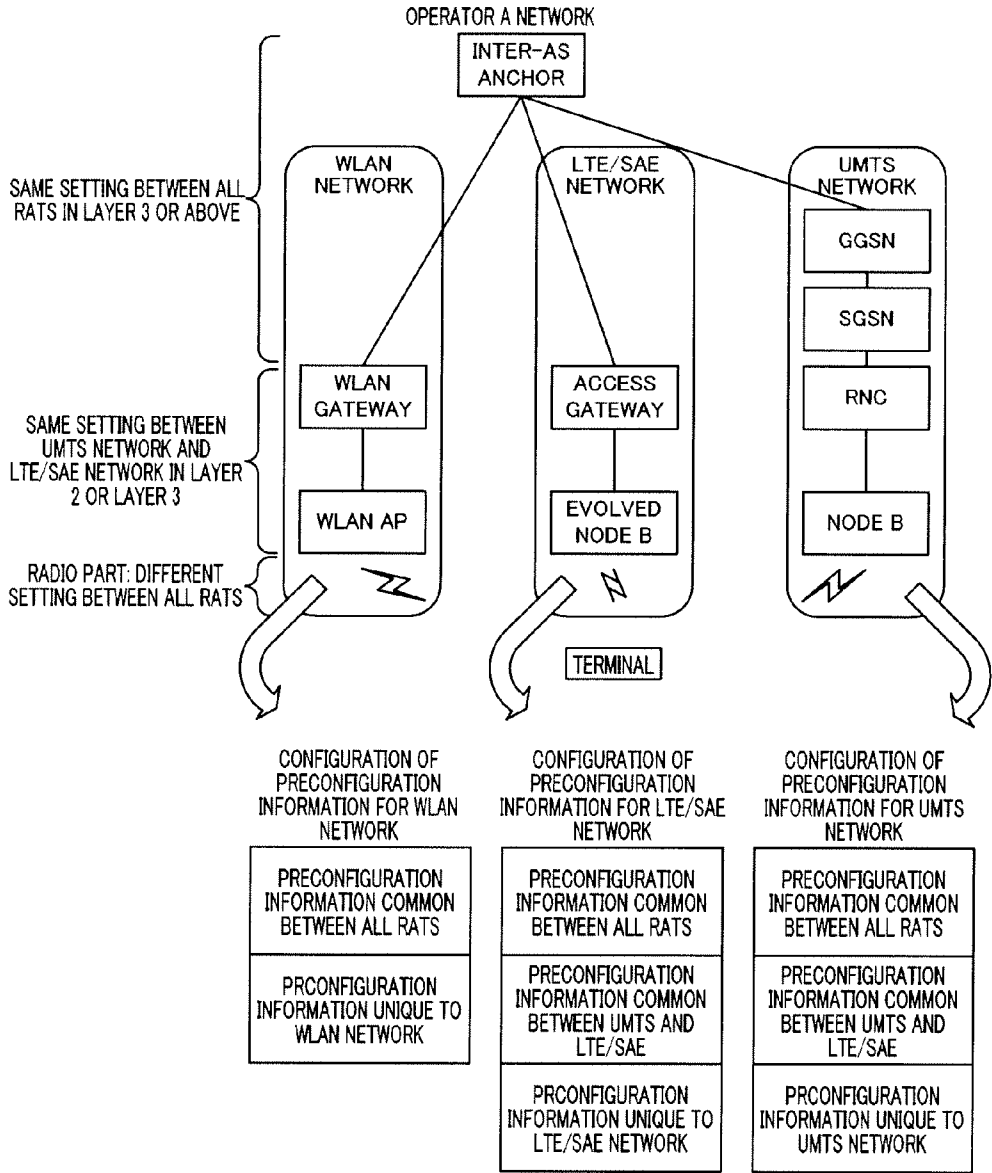 OPERATOR A NETWORK
INTER-AS
ANCHOR
WLAN
NETWORK
LTE/SAE
NETWORK
UMTS
NETWORK
SAME SETTING BETWEEN ALL
RATS IN LAYER 3 OR ABOVE
GGSN
SGSN
WLAN
GATEWAY
ACCESS
GATEWAY
RNC
SAME SETTING BETWEEN
UMTS NETWORK AND
LTE/SAE NETWORK IN LAYER
2 OR LAYER 3
WLAN AP
EVOLVED
NODE B
NODE B
RADIO PART: DIFFERENT
SETTING BETWEEN ALL RATS
TERMINAL
CONFIGURATION OF
PRECONFIGURATION
INFORMATION FOR WLAN
NETWORK
PRECONFIGURATION
INFORMATION COMMON
BETWEEN ALL RATS
PRCONFIGURATION
INFORMATION UNIQUE TO
WLAN NETWORK
CONFIGURATION OF
PRECONFIGURATION
INFORMATION FOR LTE/SAE
NETWORK
PRECONFIGURATION
INFORMATION COMMON
BETWEEN ALL RATS
PRECONFIGURATION
INFORMATION COMMON
BETWEEN UMTS AND
LTE/SAE
PRCONFIGURATION
INFORMATION UNIQUE TO
LTE/SAE NETWORK
CONFIGURATION OF
PRECONFIGURATION
INFORMATION FOR UMTS
NETWORK
PRECONFIGURATION
INFORMATION COMMON
BETWEEN ALL RATS
PRECONFIGURATION
INFORMATION COMMON
BETWEEN UMTS AND
LTE/SAE
PRCONFIGURATION
INFORMATION UNIQUE TO
UMTS NETWORK